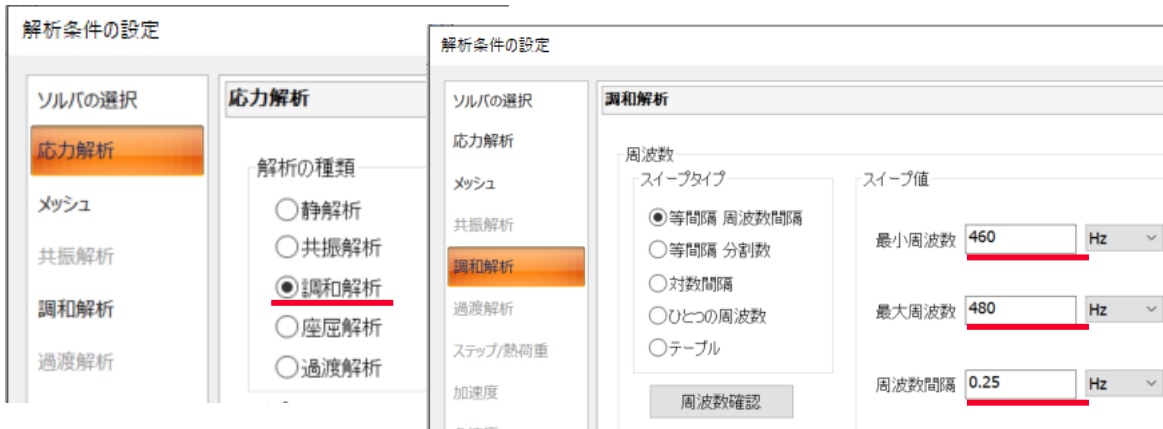 解析条件の設定
ソルバの選択
応力解析
メッシュ
共振解析
調和解析
過渡解析
応力解析
解析の種類
静解析
共振解析
調和解析
座屈解析
過渡解析
解析条件の設定
ソルバの選択
応力解析
メッシュ
共振解析
調和解析
過渡解析
ステップ/熱荷重
加速度
調和解析
周波数
スイープタイプ
等間隔 周波数間隔
等間隔 分割数
対数間隔
ひとつの周波数
テーブル
周波数確認
スイープ値
最小周波数 460 Hz
最大周波数 480 Hz
周波数間隔 0.25 Hz